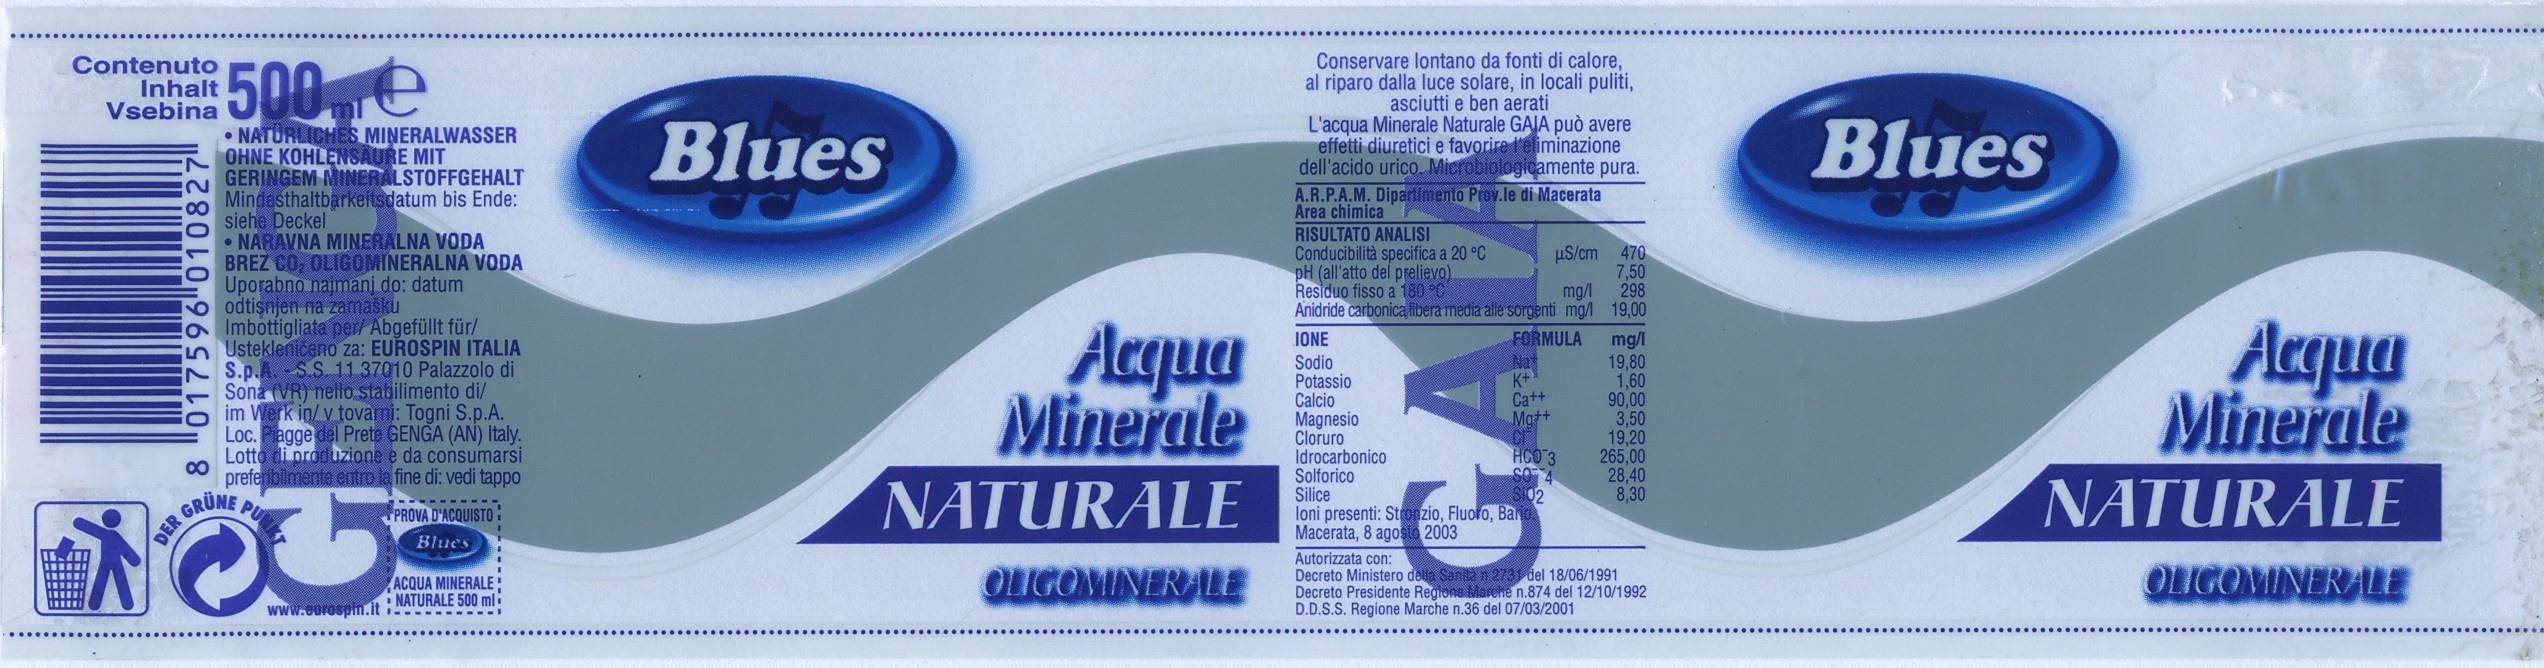 Contenuto
Inhalt
Vsebina
500 ml e
• NATÜRLICHES MINERALWASSER
OHNE KOHLENSÄURE MIT
GERINGEM MINERALSTOFFGEHALT
Mindesthaltbarkeitsdatum bis Ende:
siehe Deckel
• NARAVNA MINERALNA VODA
BREZ CO2 OLIGOMINERALNA VODA
Uporabno najmanj do: datum
odtisnjen na zamašku
Imbottigliata per/ Abgefüllt für/
Ustekleničeno za: EUROSPIN ITALIA
S.p.A. - S.S. 11 37010 Palazzolo di
Sona (VR) nello stabilimento di/
im Werk in/ v tovarni: Togni S.p.A.
Loc. Piagge del Prete GENGA (AN) Italy.
Lotto di produzione e da consumarsi
preferibilmente entro la fine di: vedi tappo
8 017596 010827
GENGA
DER GRÜNE PUNKT
www.eurospin.it
PROVA D'ACQUISTO
Blues
ACQUA MINERALE
NATURALE 500 ml
Blues
Acqua
Minerale
NATURALE
OLIGOMINERALE
Conservare lontano da fonti di calore,
al riparo dalla luce solare, in locali puliti,
asciutti e ben aerati
L'acqua Minerale Naturale GAIA può avere
effetti diuretici e favorire l'eliminazione
dell'acido urico. Microbiologicamente pura.
A.R.P.A.M. Dipartimento Prov.le di Macerata
Area chimica
RISULTATO ANALISI
Conducibilità specifica a 20 °C µS/cm 470
pH (all'atto del prelievo) 7,50
Residuo fisso a 180 °C mg/l 298
Anidride carbonica libera media alle sorgenti mg/l 19,00
IONE FORMULA mg/l
Sodio Na+ 19,80
Potassio K+ 1,60
Calcio Ca++ 90,00
Magnesio Mg++ 3,50
Cloruro Cl- 19,20
Idrocarbonico HCO-3 265,00
Solforico SO--4 28,40
Silice SiO2 8,30
Ioni presenti: Stronzio, Fluoro, Bario.
Macerata, 8 agosto 2003
Autorizzata con:
Decreto Ministero della Sanità n.2731 del 18/06/1991
Decreto Presidente Regione Marche n.874 del 12/10/1992
D.D.S.S. Regione Marche n.36 del 07/03/2001
GAIA
Blues
Acqua
Minerale
NATURALE
OLIGOMINERALE